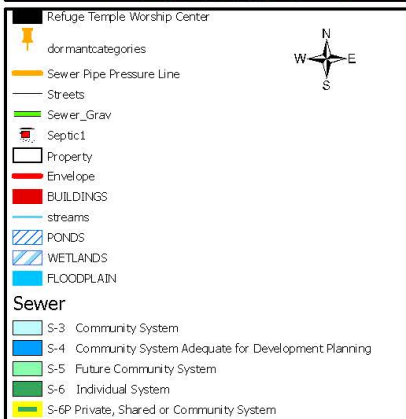 Refuge Temple Worship Center
dormantcategories
N
W E
S
Sewer Pipe Pressure Line
Streets
Sewer_Grav
Septic1
Property
Envelope
BUILDINGS
streams
PONDS
WETLANDS
FLOODPLAIN
Sewer
S-3 Community System
S-4 Community System Adequate for Development Planning
S-5 Future Community System
S-6 Individual System
S-6P Private, Shared or Community System